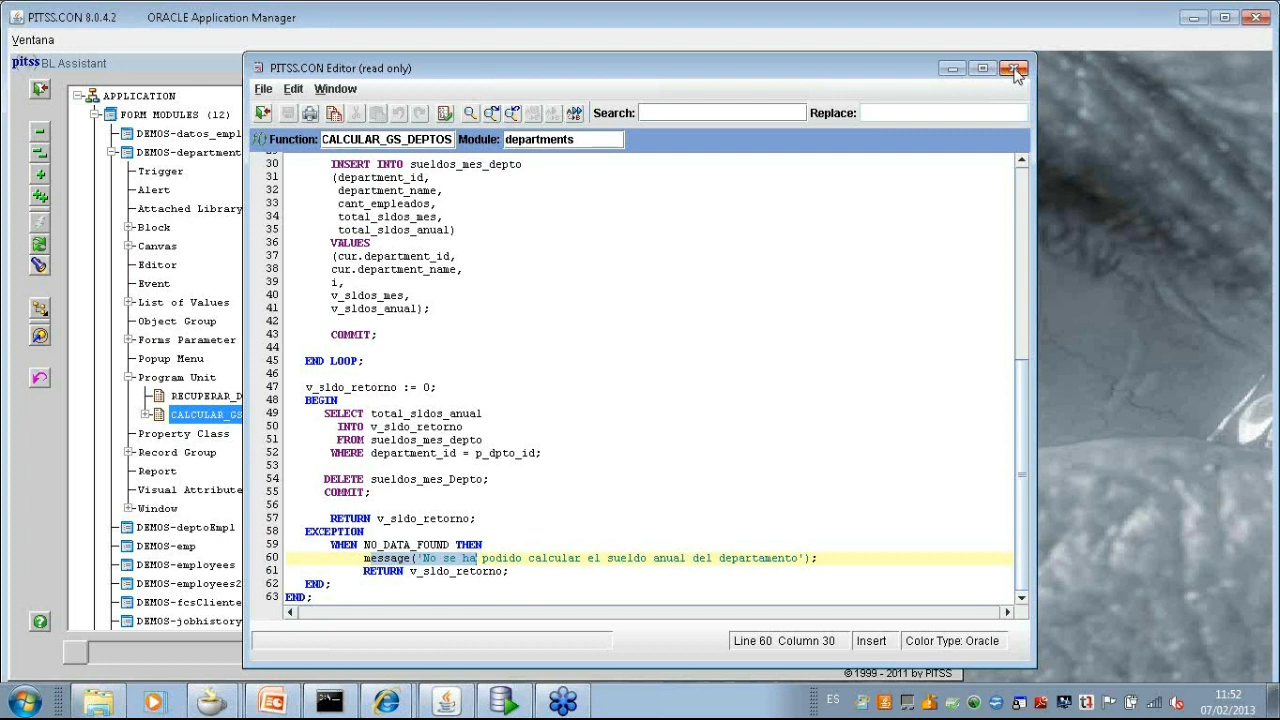 PITSS.CON 8.0.4.2 ORACLE Application Manager
Ventana
pitss BL Assistant
APPLICATION
FORM MODULES (12)
DEMOS-datos_empl
DEMOS-department
Trigger
Alert
Attached Library
Block
Canvas
Editor
Event
List of Values
Object Group
Forms Parameter
Popup Menu
Program Unit
RECUPERAR_D
CALCULAR_GS
Property Class
Record Group
Report
Visual Attribute
Window
DEMOS-deptoEmpl
DEMOS-emp
DEMOS-employees
DEMOS-employees2
DEMOS-fcsCliente
DEMOS-jobhistory
PITSS.CON Editor (read only)
File Edit Window
Search: Replace:
Function: CALCULAR_GS_DEPTOS Module: departments
30 INSERT INTO sueldos_mes_depto
31 (department_id,
32 department_name,
33 cant_empleados,
34 total_sldos_mes,
35 total_sldos_anual)
36 VALUES
37 (cur.department_id,
38 cur.department_name,
39 i,
40 v_sldos_mes,
41 v_sldos_anual);
42
43 COMMIT;
44
45 END LOOP;
46
47 v_sldo_retorno := 0;
48 BEGIN
49 SELECT total_sldos_anual
50 INTO v_sldo_retorno
51 FROM sueldos_mes_depto
52 WHERE department_id = p_dpto_id;
53
54 DELETE sueldos_mes_Depto;
55 COMMIT;
56
57 RETURN v_sldo_retorno;
58 EXCEPTION
59 WHEN NO_DATA_FOUND THEN
60 message('No se ha podido calcular el sueldo anual del departamento');
61 RETURN v_sldo_retorno;
62 END;
63 END;
Line 60 Column 30 Insert Color Type: Oracle
© 1999 - 2011 by PITSS
ES
11:52
07/02/2013